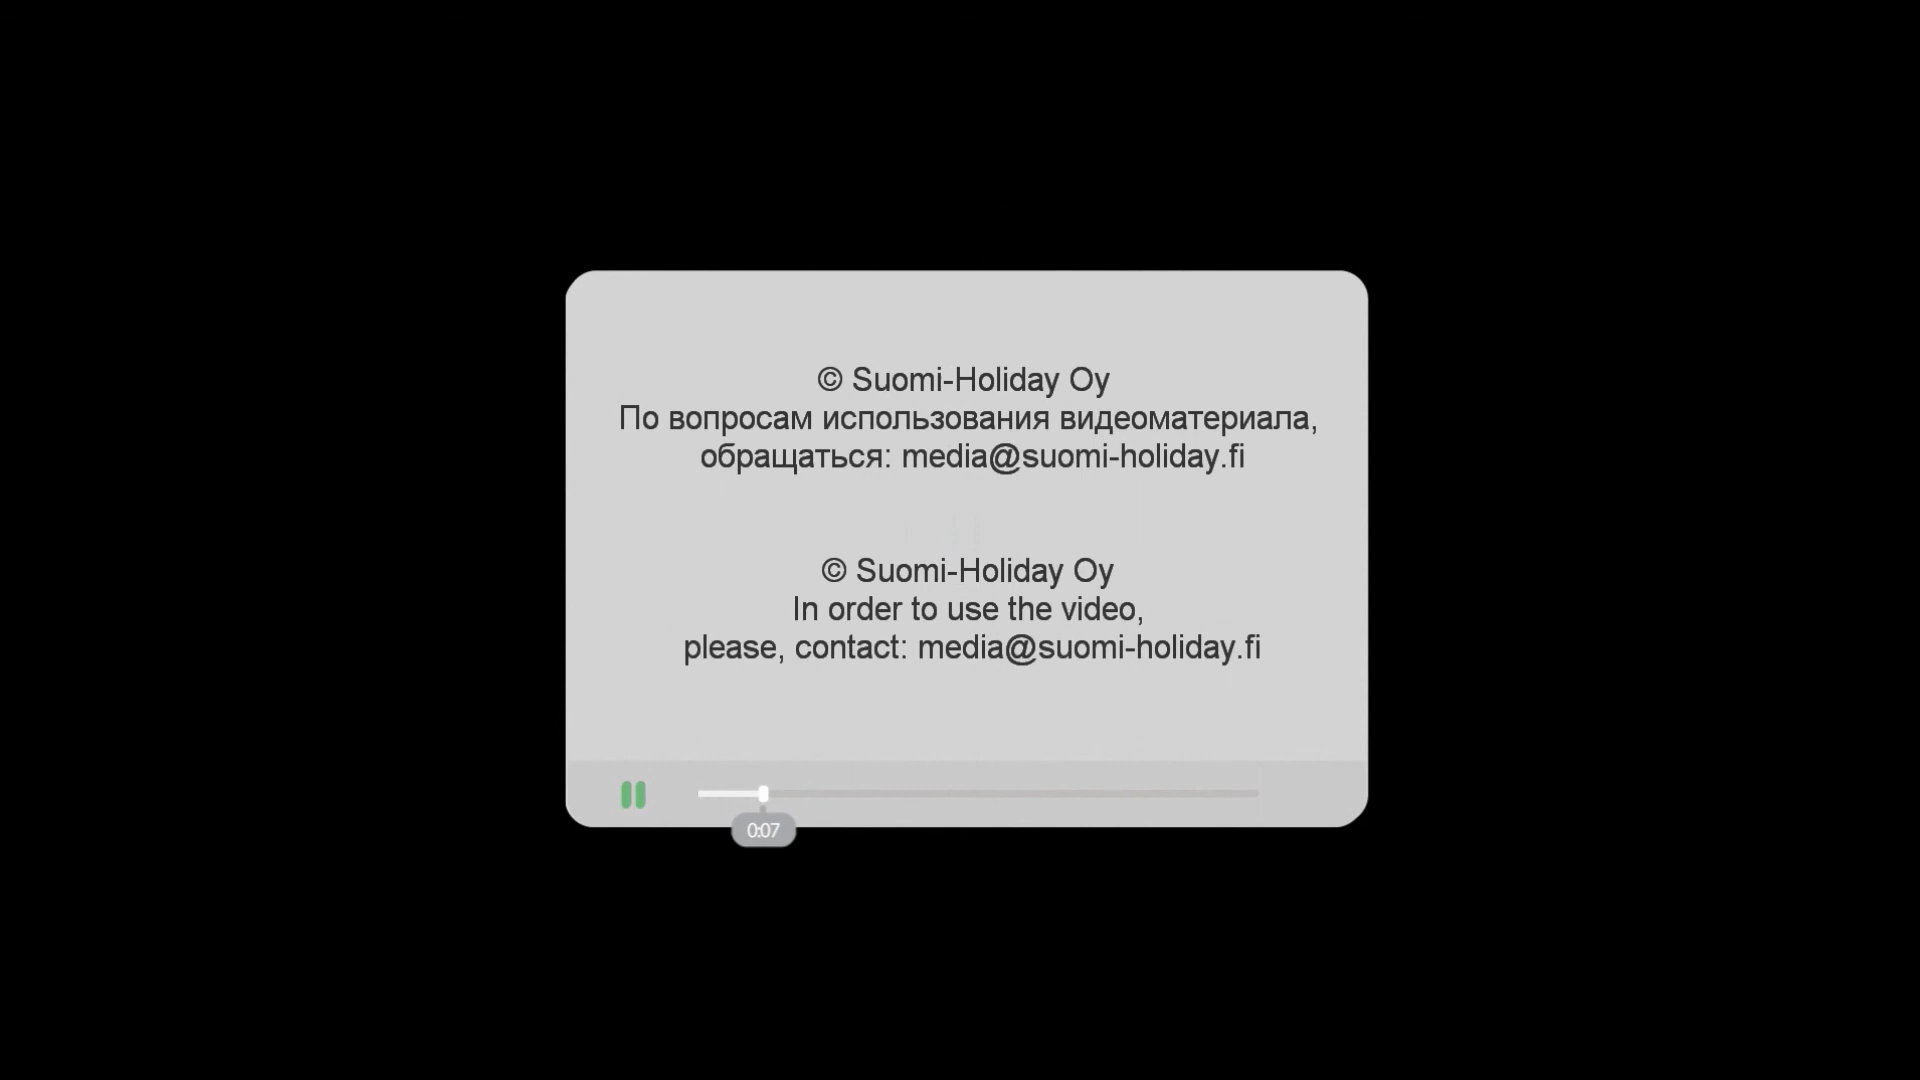 © Suomi-Holiday Oy
По вопросам использования видеоматериала,
обращаться: media@suomi-holiday.fi
© Suomi-Holiday Oy
In order to use the video,
please, contact: media@suomi-holiday.fi
0:07